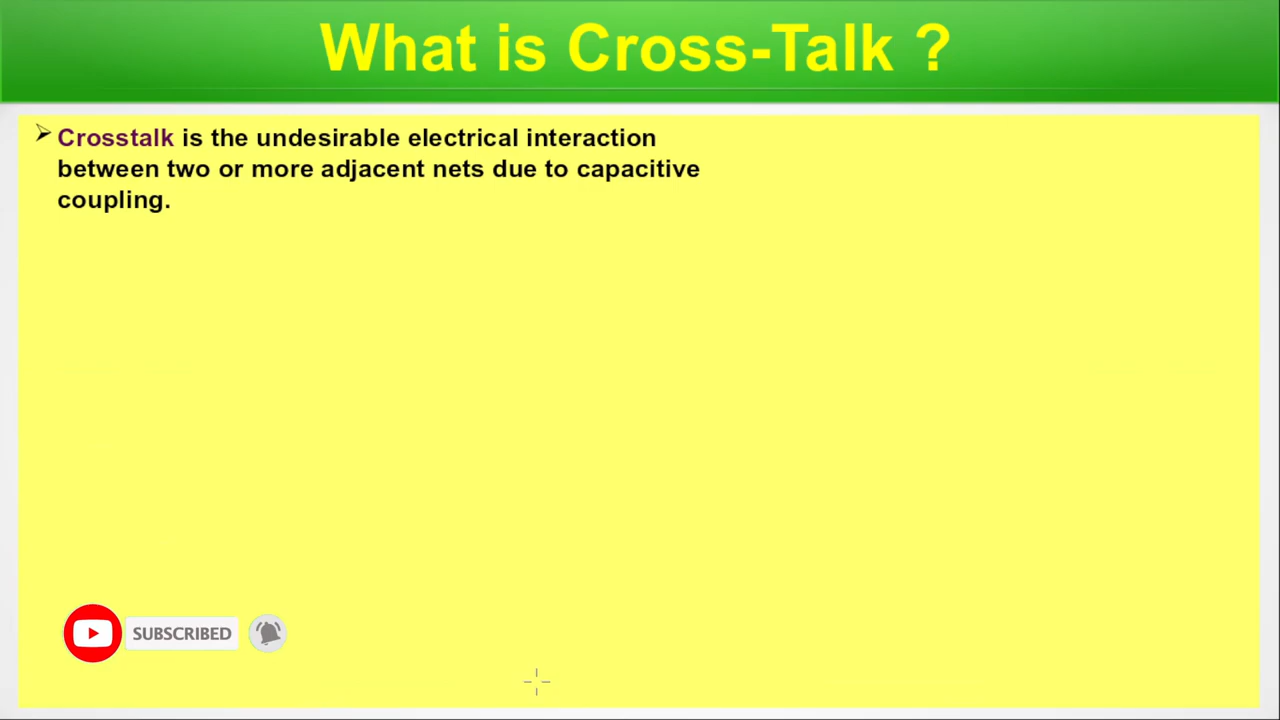 What is Cross-Talk ?
Crosstalk is the undesirable electrical interaction
between two or more adjacent nets due to capacitive
coupling.
SUBSCRIBED